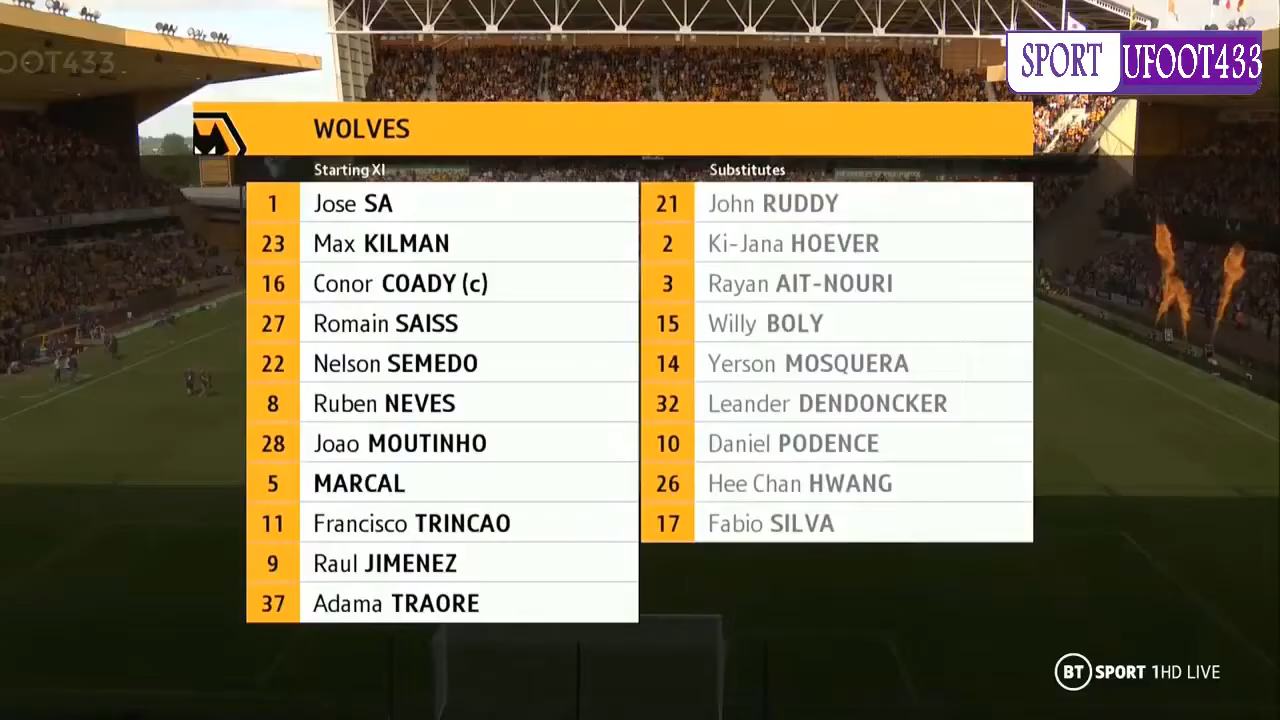 OOT433
SPORT UFOOT433
WOLVES
Starting XI
1 Jose SA
23 Max KILMAN
16 Conor COADY (c)
27 Romain SAISS
22 Nelson SEMEDO
8 Ruben NEVES
28 Joao MOUTINHO
5 MARCAL
11 Francisco TRINCAO
9 Raul JIMENEZ
37 Adama TRAORE
Substitutes
21 John RUDDY
2 Ki-Jana HOEVER
3 Rayan AIT-NOURI
15 Willy BOLY
14 Yerson MOSQUERA
32 Leander DENDONCKER
10 Daniel PODENCE
26 Hee Chan HWANG
17 Fabio SILVA
BT SPORT 1HD LIVE